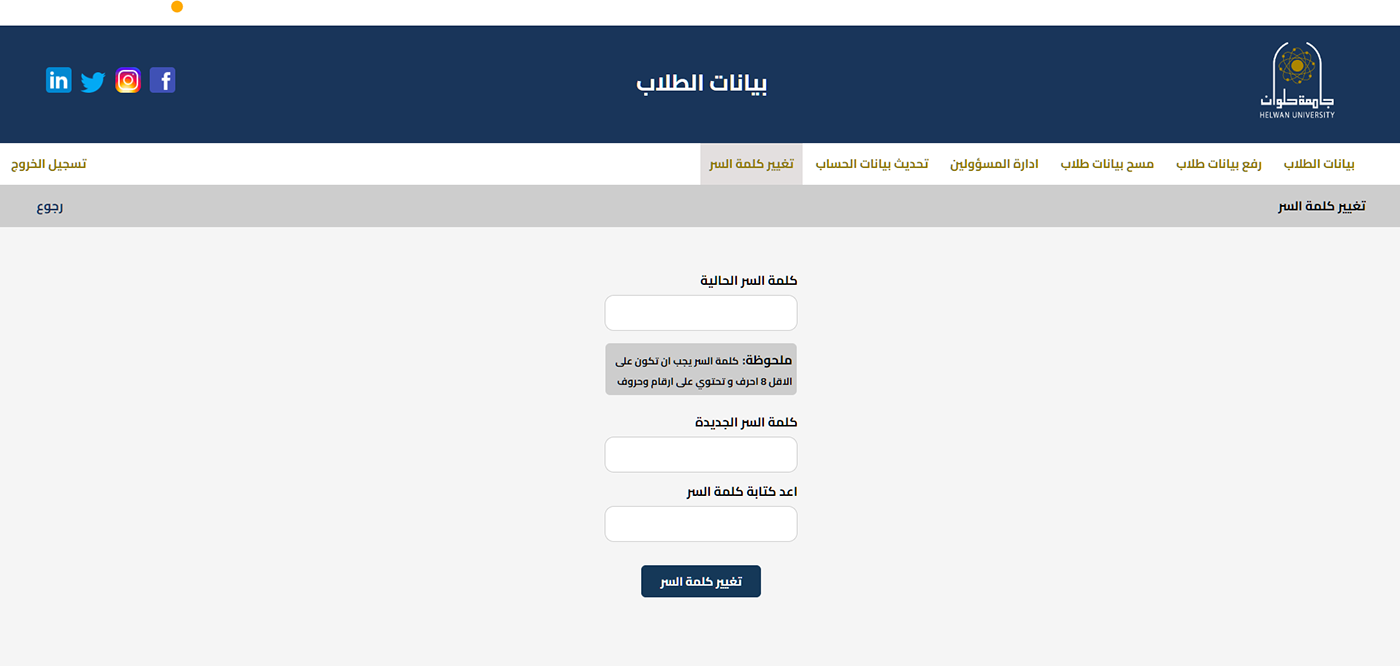 بيانات الطلاب
جامعة حلوان
HELWAN UNIVERSITY
بيانات الطلاب
رفع بيانات طلاب
مسح بيانات طلاب
ادارة المسؤولين
تحديث بيانات الحساب
تغيير كلمة السر
تسجيل الخروج
تغيير كلمة السر
رجوع
كلمة السر الحالية
ملحوظة: كلمة السر يجب ان تكون على
الاقل 8 احرف و تحتوي على ارقام وحروف
كلمة السر الجديدة
اعد كتابة كلمة السر
تغيير كلمة السر